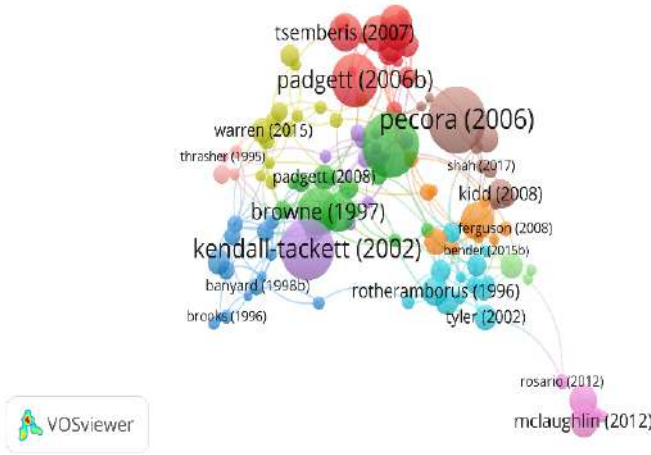 tsemberis (2007)
padgett (2006b)
pecora (2006)
warren (2015)
thrasher (1995)
shah (2017)
padgett (2008)
kidd (2008)
browne (1997)
ferguson (2008)
kendall-tackett (2002)
bender (2015b)
banyard (1998b)
rotheramborus (1996)
brooks (1996)
tyler (2002)
rosario (2012)
mclaughlin (2012)
VOSviewer